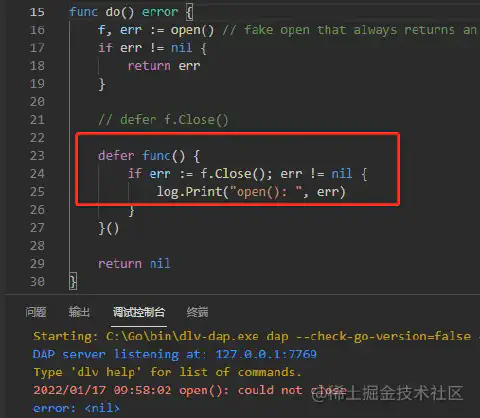 15 func do() error {
16 f, err := open() // fake open that always returns an
17 if err != nil {
18 return err
19 }
20
21 // defer f.Close()
22
23 defer func() {
24 if err := f.Close(); err != nil {
25 log.Print("open(): ", err)
26 }
27 }()
28
29 return nil
30 }
问题 输出 调试控制台 终端
Starting: C:\Go\bin\dlv-dap.exe dap --check-go-version=false
DAP server listening at: 127.0.0.1:7769
Type 'dlv help' for list of commands.
2022/01/17 09:58:02 open(): could not close
error: <nil>
@稀土掘金技术社区